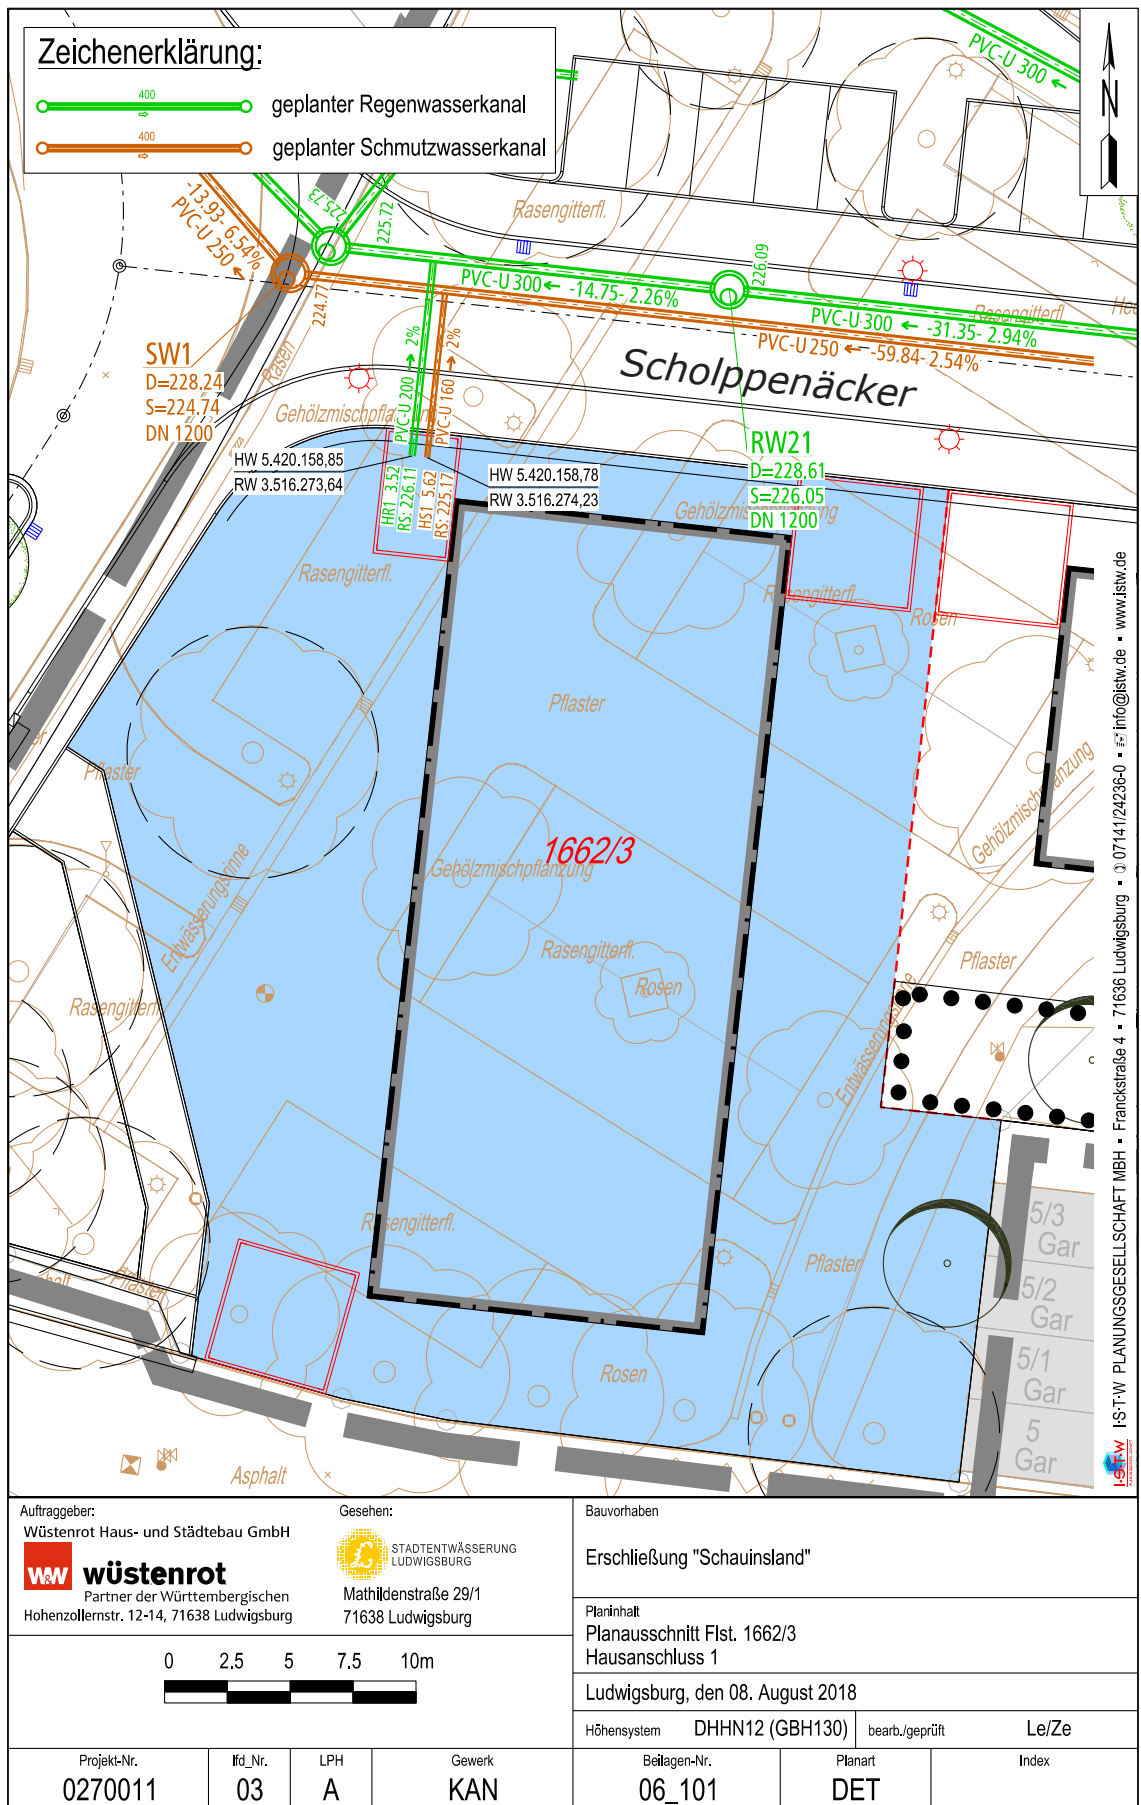 Zeichenerklärung:
400
geplanter Regenwasserkanal
400
geplanter Schmutzwasserkanal
PVC-U 300
N
-13.93- 6.54%
PVC-U 250
225.73
225.72
Rasengitterfl.
226.09
PVC-U 300 -14.75- 2.26%
224.77
PVC-U 300 -31.35- 2.94%
Rasengitterfl.
PVC-U 250 -59.84- 2.54%
SW1
D=228.24
S=224.74
DN 1200
Rasen
Scholppenäcker
PVC-U 200 2%
PVC-U 160 2%
RW21
D=228.61
S=226.05
DN 1200
HW 5.420.158,85
RW 3.516.273,64
HW 5.420.158,78
RW 3.516.274,23
HR1 3.52
RS: 226.11
HS1 5.62
RS: 225.17
Gehölzmischpflanzung
Rasengitterfl.
Rasengitterfl.
Rosen
Pflaster
Pflaster
Gehölzmischpflanzung
1662/3
Gehölzmischpflanzung
Entwässerungsrinne
Rasengitterfl.
Rosen
Pflaster
Rasengitterfl.
Entwässerungsrinne
Rasengitterfl.
Pflaster
Pflaster
Rosen
Asphalt
5/3
Gar
5/2
Gar
5/1
Gar
5
Gar
I·S·T·W PLANUNGSGESELLSCHAFT MBH ▪ Franckstraße 4 ▪ 71636 Ludwigsburg ▪ 07141/24236-0 ▪ info@istw.de ▪ www.istw.de
I·S·T·W
Auftraggeber:
Wüstenrot Haus- und Städtebau GmbH
W&W wüstenrot
Partner der Württembergischen
Hohenzollernstr. 12-14, 71638 Ludwigsburg
Gesehen:
STADTENTWÄSSERUNG
LUDWIGSBURG
Mathildenstraße 29/1
71638 Ludwigsburg
Bauvorhaben
Erschließung "Schauinsland"
Planinhalt
Planausschnitt Flst. 1662/3
Hausanschluss 1
0 2.5 5 7.5 10m
Ludwigsburg, den 08. August 2018
Höhensystem DHHN12 (GBH130) bearb./geprüft Le/Ze
Projekt-Nr. lfd_Nr. LPH Gewerk Beilagen-Nr. Planart Index
0270011 03 A KAN 06_101 DET